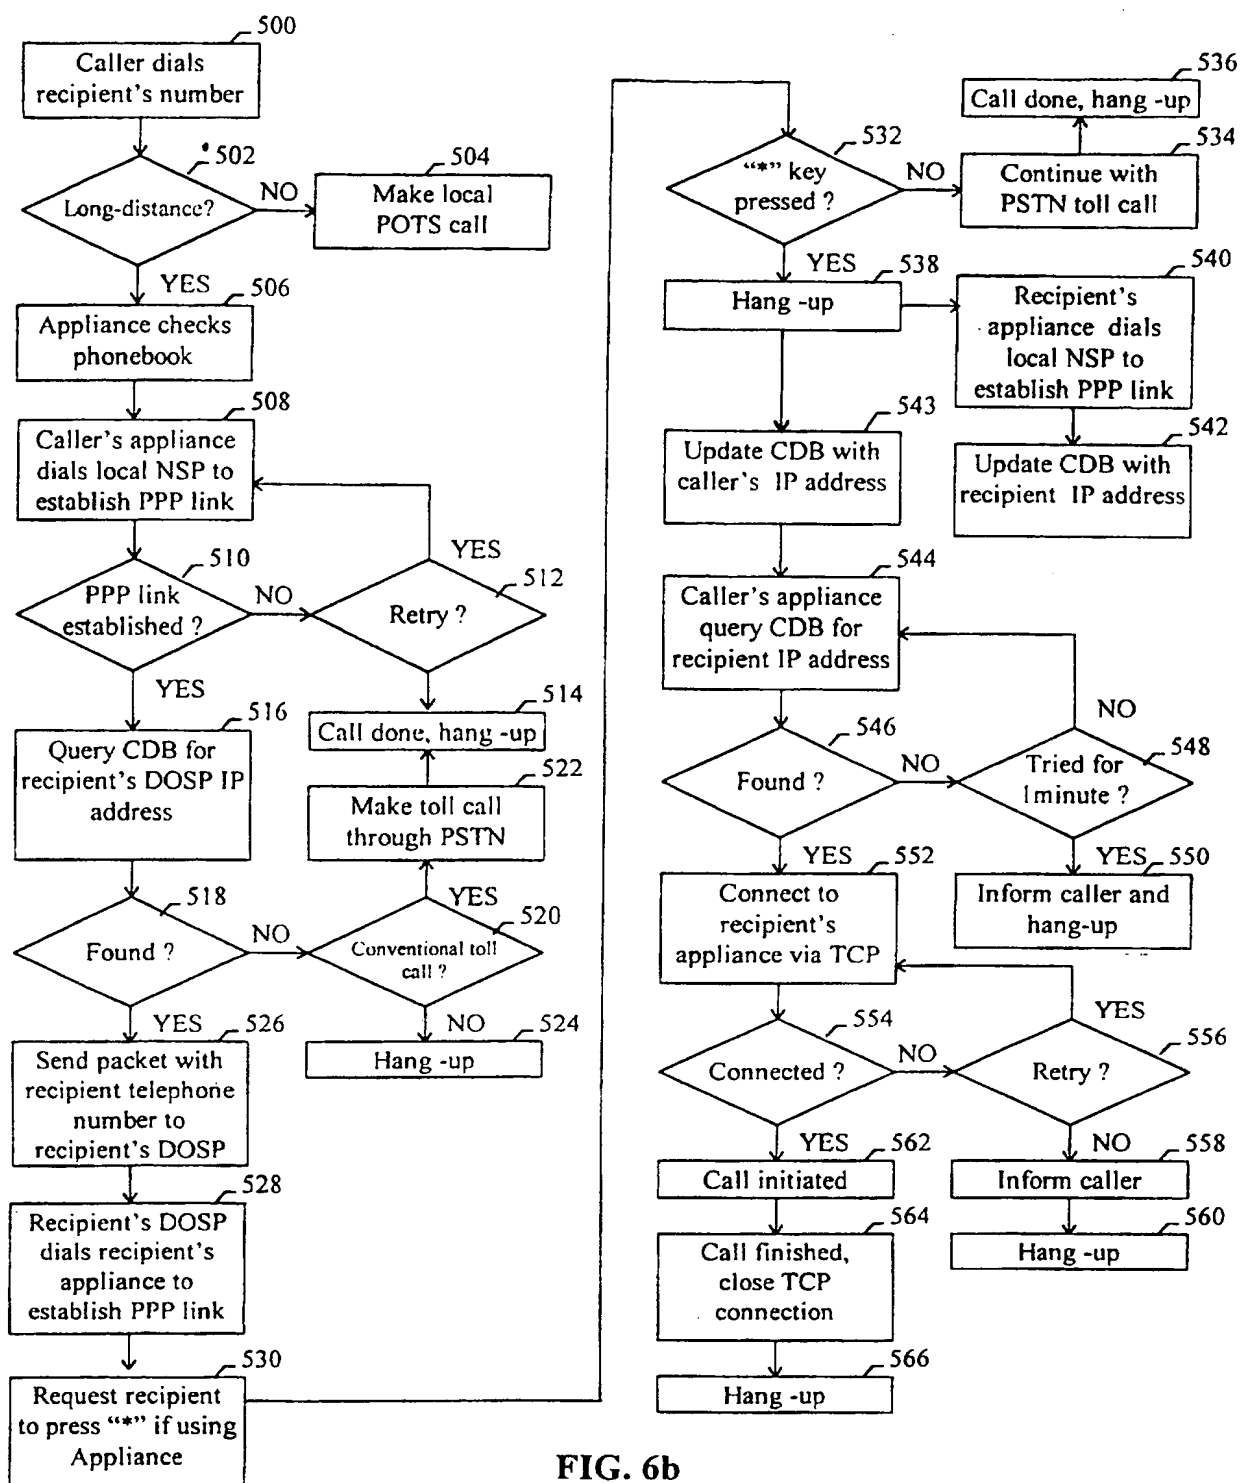 500
Caller dials
recipient's number
502
Long-distance?
NO
504
Make local
POTS call
YES
506
Appliance checks
phonebook
508
Caller's appliance
dials local NSP to
establish PPP link
510
PPP link
established ?
NO
YES
512
Retry ?
YES
514
Call done, hang -up
516
Query CDB for
recipient's DOSP IP
address
522
Make toll call
through PSTN
518
Found ?
NO
YES
520
Conventional toll
call ?
YES
NO
524
Hang -up
526
Send packet with
recipient telephone
number to
recipient's DOSP
528
Recipient's DOSP
dials recipient's
appliance to
establish PPP link
530
Request recipient
to press “*” if using
Appliance
532
“*” key
pressed ?
NO
534
Continue with
PSTN toll call
536
Call done, hang -up
YES
538
Hang -up
540
Recipient's
appliance dials
local NSP to
establish PPP link
542
Update CDB with
recipient IP address
543
Update CDB with
caller's IP address
544
Caller's appliance
query CDB for
recipient IP address
546
Found ?
NO
548
Tried for
1minute ?
NO
YES
550
Inform caller and
hang-up
YES
552
Connect to
recipient's
appliance via TCP
554
Connected ?
NO
556
Retry ?
YES
NO
558
Inform caller
560
Hang -up
YES
562
Call initiated
564
Call finished,
close TCP
connection
566
Hang -up
FIG. 6b